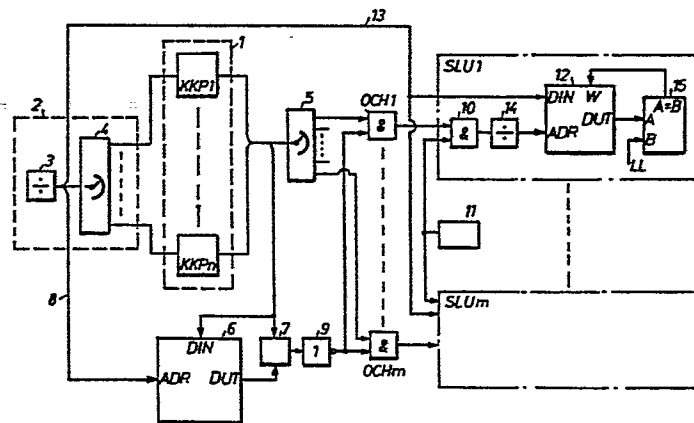 13
1
SLU1
12
15
2
KKP1
5
OCH1
10
14
DIN W
A=B
4
&
&
÷
DUT
A
3
ADR
B
÷
LL
11
KKPn
SLUm
8
6
7
9
DIN
1
&
ADR DUT
OCHm